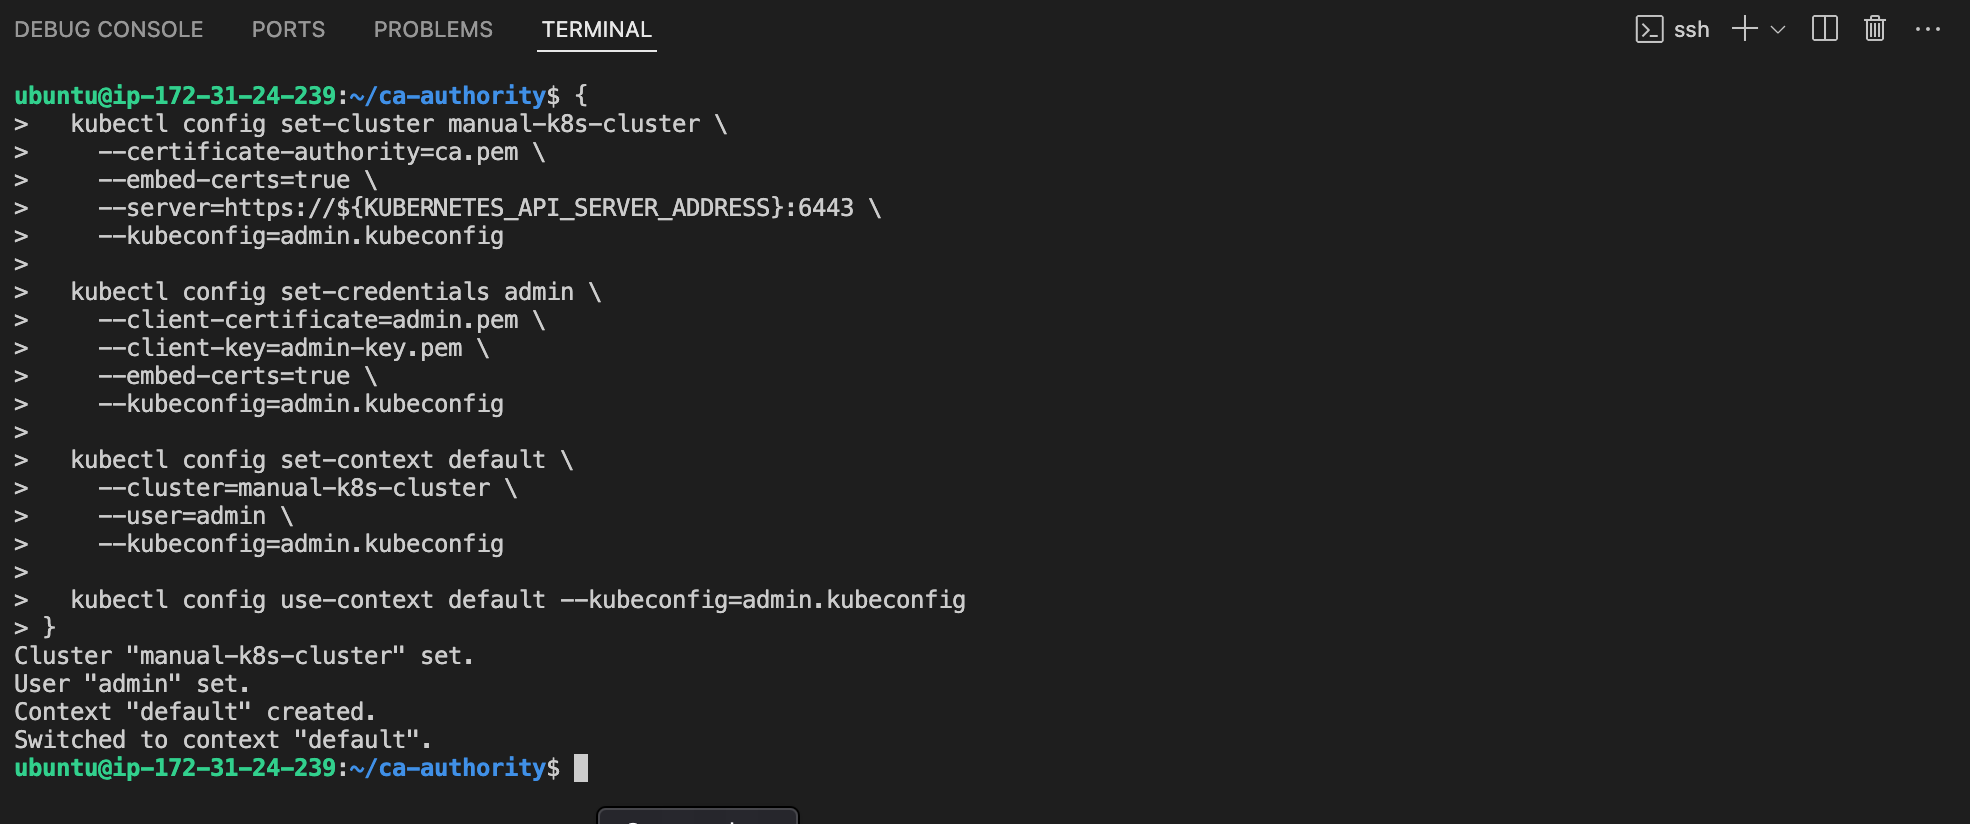 DEBUG CONSOLE PORTS PROBLEMS TERMINAL ssh
ubuntu@ip-172-31-24-239:~/ca-authority$ {
>   kubectl config set-cluster manual-k8s-cluster \
>     --certificate-authority=ca.pem \
>     --embed-certs=true \
>     --server=https://${KUBERNETES_API_SERVER_ADDRESS}:6443 \
>     --kubeconfig=admin.kubeconfig
>
>   kubectl config set-credentials admin \
>     --client-certificate=admin.pem \
>     --client-key=admin-key.pem \
>     --embed-certs=true \
>     --kubeconfig=admin.kubeconfig
>
>   kubectl config set-context default \
>     --cluster=manual-k8s-cluster \
>     --user=admin \
>     --kubeconfig=admin.kubeconfig
>
>   kubectl config use-context default --kubeconfig=admin.kubeconfig
> }
Cluster "manual-k8s-cluster" set.
User "admin" set.
Context "default" created.
Switched to context "default".
ubuntu@ip-172-31-24-239:~/ca-authority$